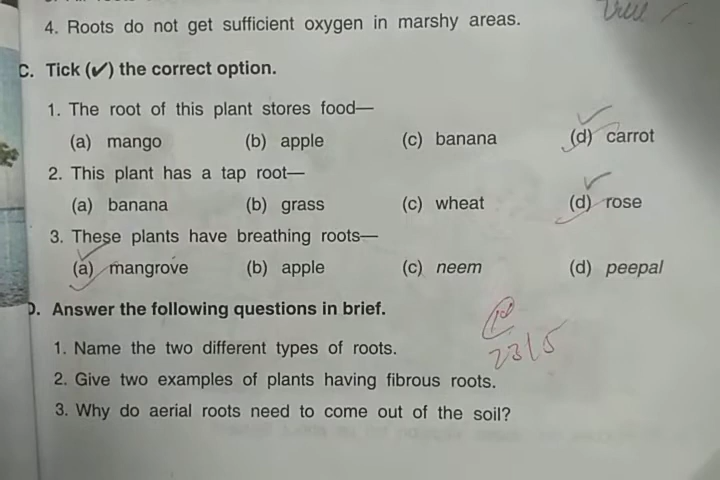 4. Roots do not get sufficient oxygen in marshy areas. True
C. Tick (✔) the correct option.
1. The root of this plant stores food—
(a) mango (b) apple (c) banana (d) carrot
2. This plant has a tap root—
(a) banana (b) grass (c) wheat (d) rose
3. These plants have breathing roots—
(a) mangrove (b) apple (c) neem (d) peepal
D. Answer the following questions in brief.
1. Name the two different types of roots.
23/5
2. Give two examples of plants having fibrous roots.
3. Why do aerial roots need to come out of the soil?